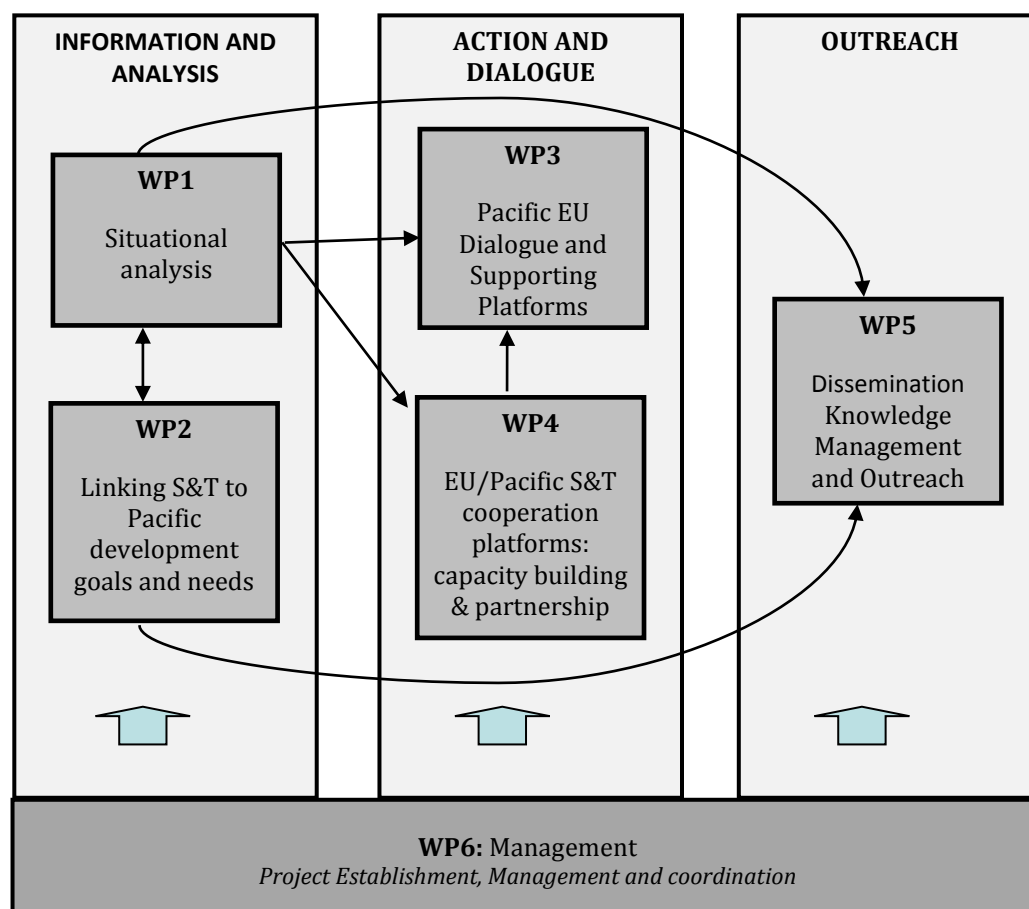 INFORMATION AND
ANALYSIS
WP1
Situational
analysis
WP2
Linking S&T to
Pacific
development
goals and needs
ACTION AND
DIALOGUE
WP3
Pacific EU
Dialogue and
Supporting
Platforms
WP4
EU/Pacific S&T
cooperation
platforms:
capacity building
& partnership
OUTREACH
WP5
Dissemination
Knowledge
Management
and Outreach
WP6: Management
Project Establishment, Management and coordination